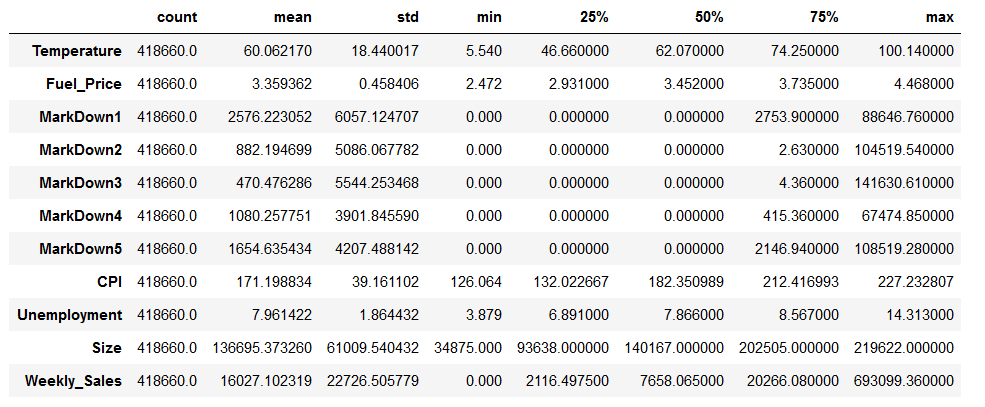 count mean std min 25% 50% 75% max
Temperature 418660.0 60.062170 18.440017 5.540 46.660000 62.070000 74.250000 100.140000
Fuel_Price 418660.0 3.359362 0.458406 2.472 2.931000 3.452000 3.735000 4.468000
MarkDown1 418660.0 2576.223052 6057.124707 0.000 0.000000 0.000000 2753.900000 88646.760000
MarkDown2 418660.0 882.194699 5086.067782 0.000 0.000000 0.000000 2.630000 104519.540000
MarkDown3 418660.0 470.476286 5544.253468 0.000 0.000000 0.000000 4.360000 141630.610000
MarkDown4 418660.0 1080.257751 3901.845590 0.000 0.000000 0.000000 415.360000 67474.850000
MarkDown5 418660.0 1654.635434 4207.488142 0.000 0.000000 0.000000 2146.940000 108519.280000
CPI 418660.0 171.198834 39.161102 126.064 132.022667 182.350989 212.416993 227.232807
Unemployment 418660.0 7.961422 1.864432 3.879 6.891000 7.866000 8.567000 14.313000
Size 418660.0 136695.373260 61009.540432 34875.000 93638.000000 140167.000000 202505.000000 219622.000000
Weekly_Sales 418660.0 16027.102319 22726.505779 0.000 2116.497500 7658.065000 20266.080000 693099.360000